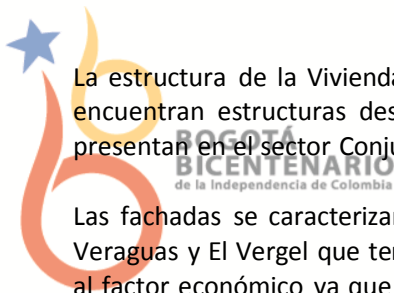 La estructura de la Vivienda
encuentran estructuras des
presentan en el sector Conju
BOGOTÁ
BICENTENARIO
de la Independencia de Colombia
Las fachadas se caracterizar
Veraguas y El Vergel que ter
al factor económico ya que